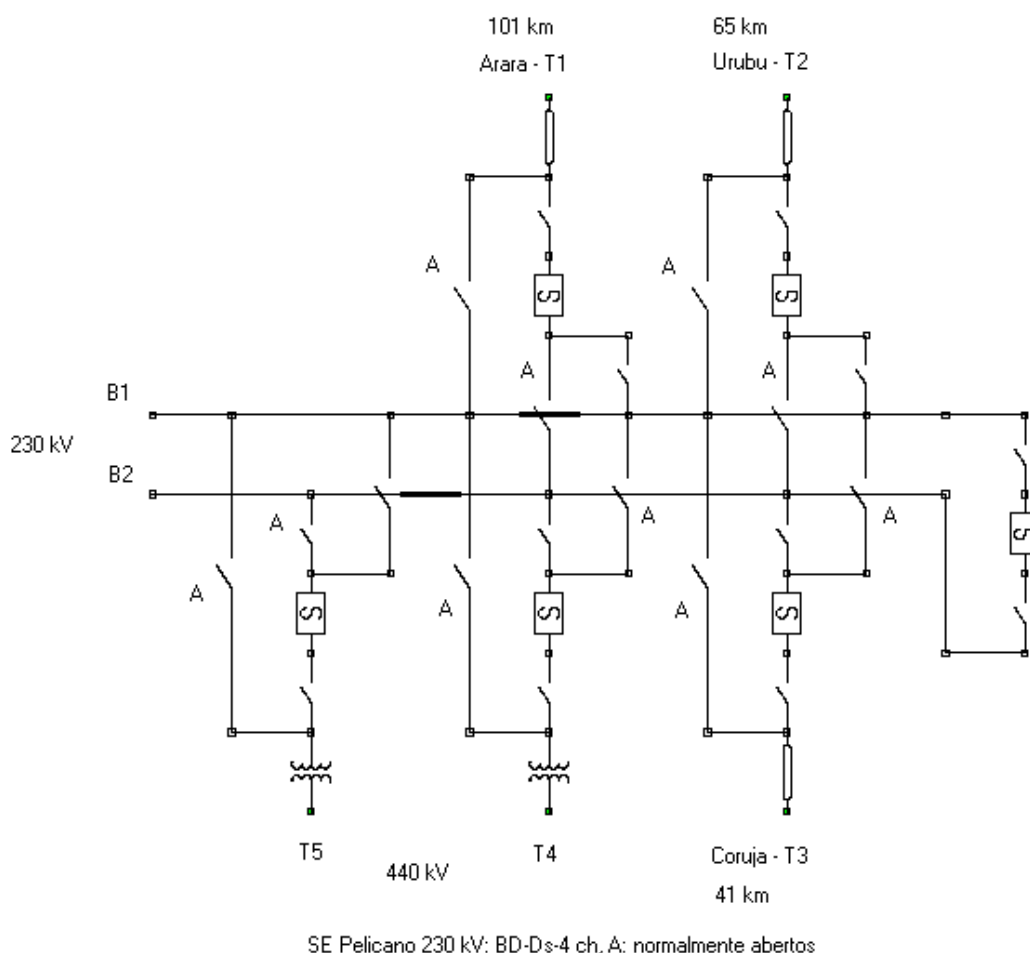 101 km
65 km
Arara - T1
Urubu - T2
A
A
S
S
A
A
B1
230 kV
B2
A
A
A
S
A
A
A
S
S
S
T5
T4
Coruja - T3
440 kV
41 km
SE Pelicano 230 kV: BD-Ds-4 ch. A: normalmente abertos